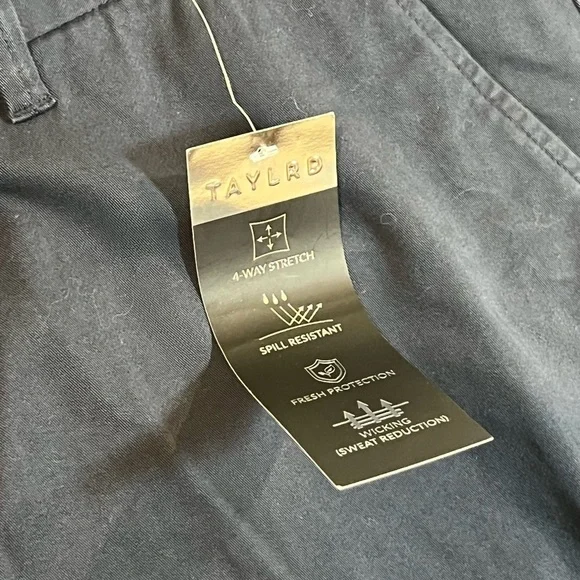 TAYLRD
4-WAY STRETCH
SPILL RESISTANT
FRESH PROTECTION
WICKING
(SWEAT REDUCTION)